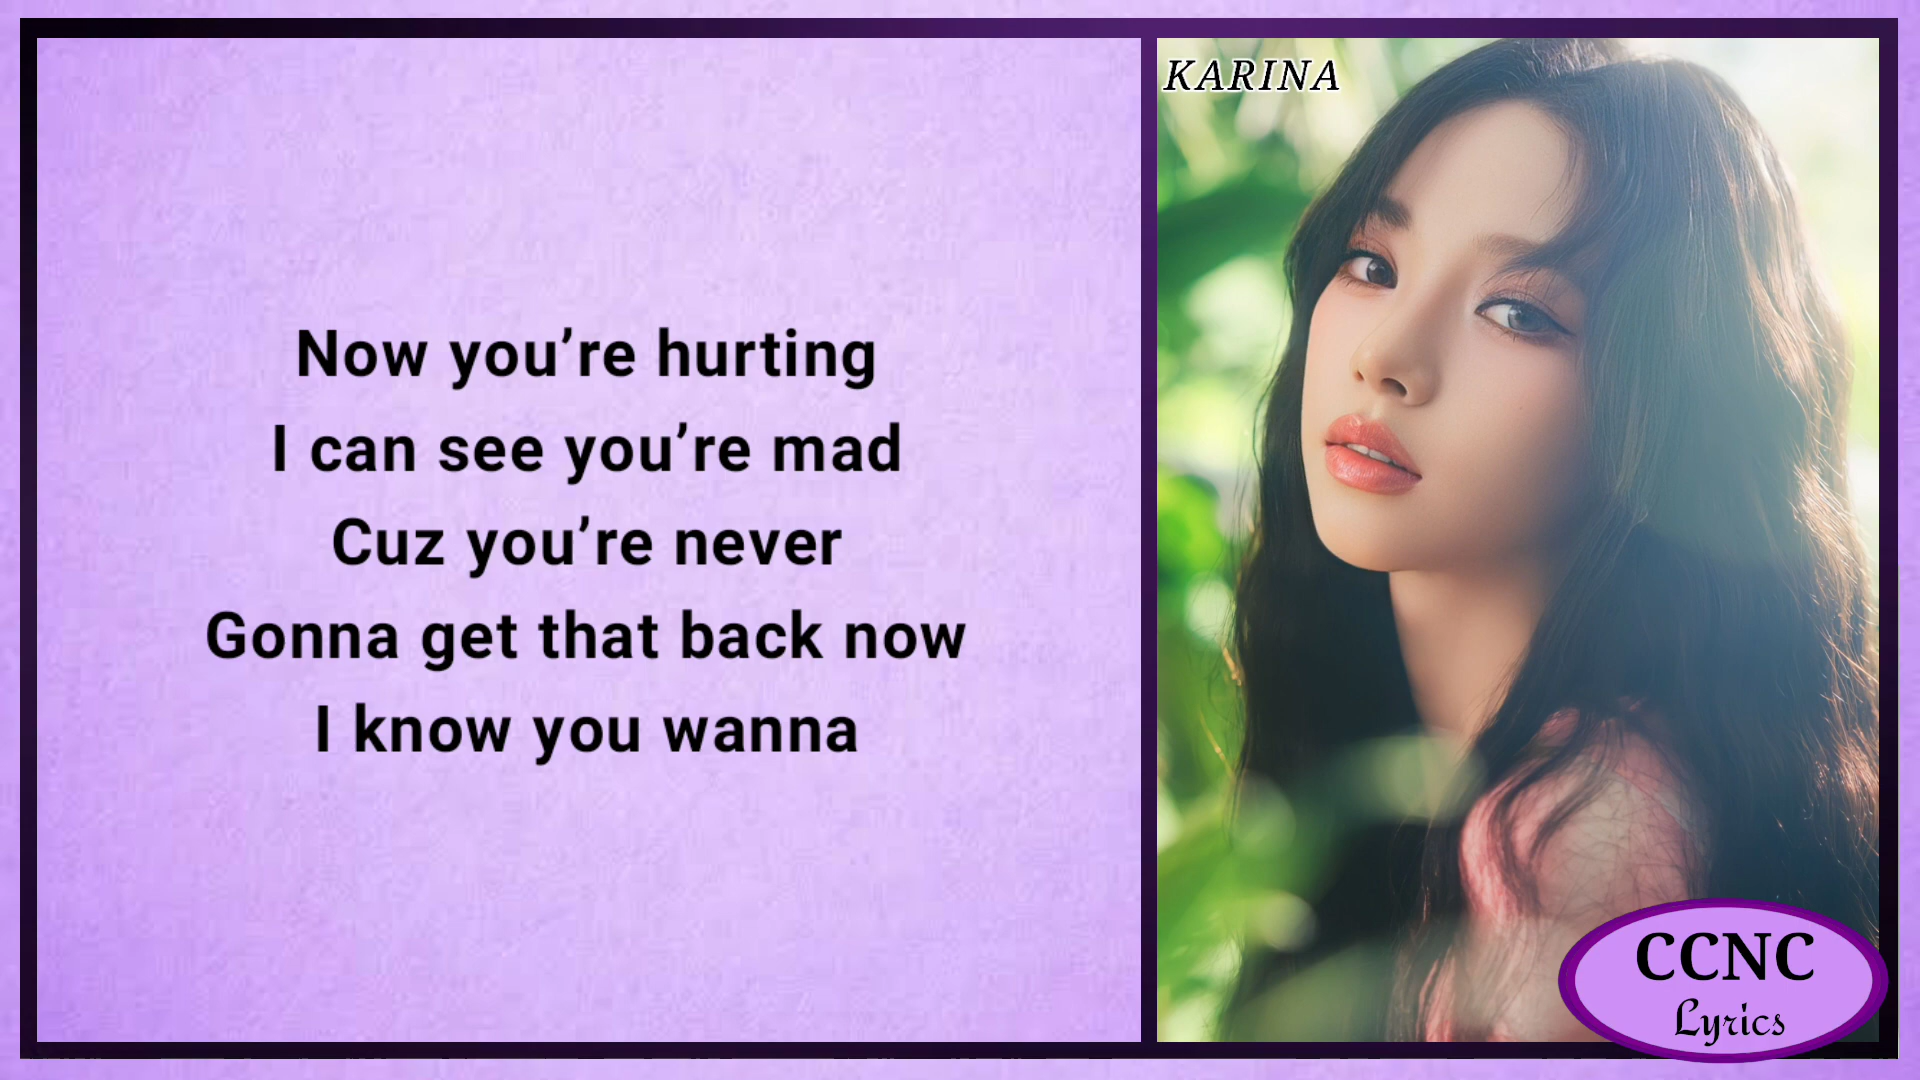 Now you’re hurting
I can see you’re mad
Cuz you’re never
Gonna get that back now
I know you wanna
KARINA
CCNC
Lyrics